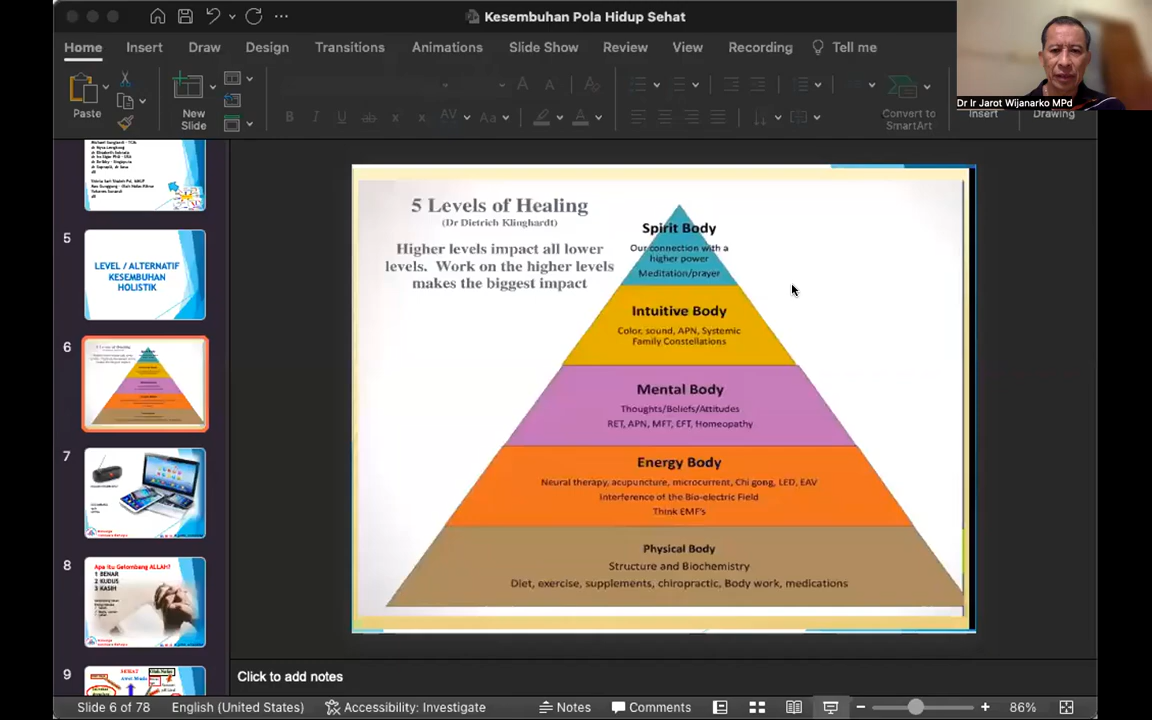 Kesembuhan Pola Hidup Sehat
Home Insert Draw Design Transitions Animations Slide Show Review View Recording Tell me
Paste
New
Slide
Convert to
SmartArt
Insert
Drawing
Dr Ir Jarot Wijanarko MPd
5
LEVEL / ALTERNATIF
KESEMBUHAN
HOLISTIK
6
7
8
Apa itu Gelombang ALLAH?
1 BENAR
2 KUDUS
3 KASIH
9
SEHAT
5 Levels of Healing
(Dr Dietrich Klinghardt)
Higher levels impact all lower
levels. Work on the higher levels
makes the biggest impact
Spirit Body
Our connection with a
higher power
Meditation/prayer
Intuitive Body
Color, sound, APN, Systemic
Family Constellations
Mental Body
Thoughts/Beliefs/Attitudes
RET, APN, MFT, EFT, Homeopathy
Energy Body
Neural therapy, acupuncture, microcurrent, Chi gong, LED, EAV
Interference of the Bio-electric Field
Think EMF's
Physical Body
Structure and Biochemistry
Diet, exercise, supplements, chiropractic, Body work, medications
Click to add notes
Slide 6 of 78 English (United States) Accessibility: Investigate Notes Comments 86%